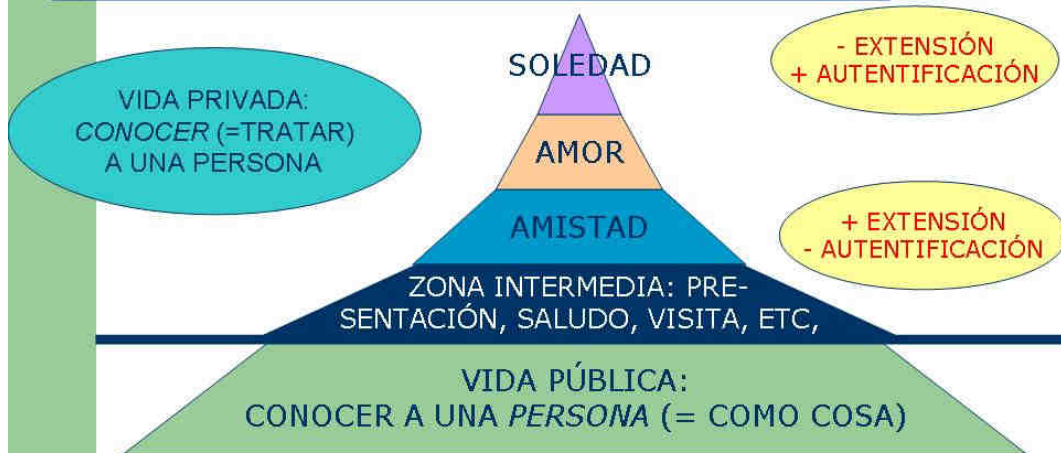 SOLEDAD
- EXTENSIÓN
+ AUTENTIFICACIÓN
VIDA PRIVADA:
CONOCER (=TRATAR)
A UNA PERSONA
AMOR
AMISTAD
+ EXTENSIÓN
- AUTENTIFICACIÓN
ZONA INTERMEDIA: PRE-
SENTACIÓN, SALUDO, VISITA, ETC,
VIDA PÚBLICA:
CONOCER A UNA PERSONA (= COMO COSA)